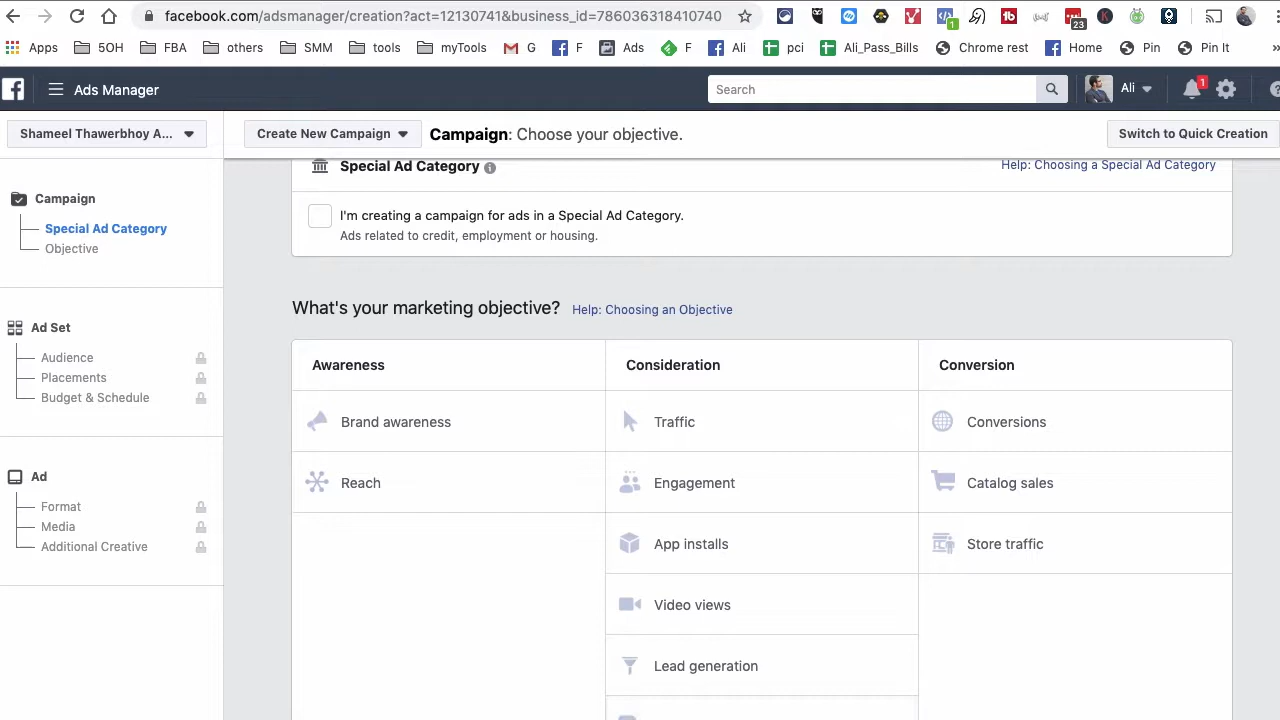 facebook.com/adsmanager/creation?act=12130741&business_id=786036318410740
1
23
Apps 5OH FBA others SMM tools myTools G F Ads F Ali pci Ali_Pass_Bills Chrome rest Home Pin Pin It »
Ads Manager
Search
Ali
1
Shameel Thawerbhoy A...
Create New Campaign
Campaign: Choose your objective.
Switch to Quick Creation
Campaign
Special Ad Category
Objective
Ad Set
Audience
Placements
Budget & Schedule
Ad
Format
Media
Additional Creative
Special Ad Category
Help: Choosing a Special Ad Category
I'm creating a campaign for ads in a Special Ad Category.
Ads related to credit, employment or housing.
What's your marketing objective? Help: Choosing an Objective
Awareness
Brand awareness
Reach
Consideration
Traffic
Engagement
App installs
Video views
Lead generation
Conversion
Conversions
Catalog sales
Store traffic